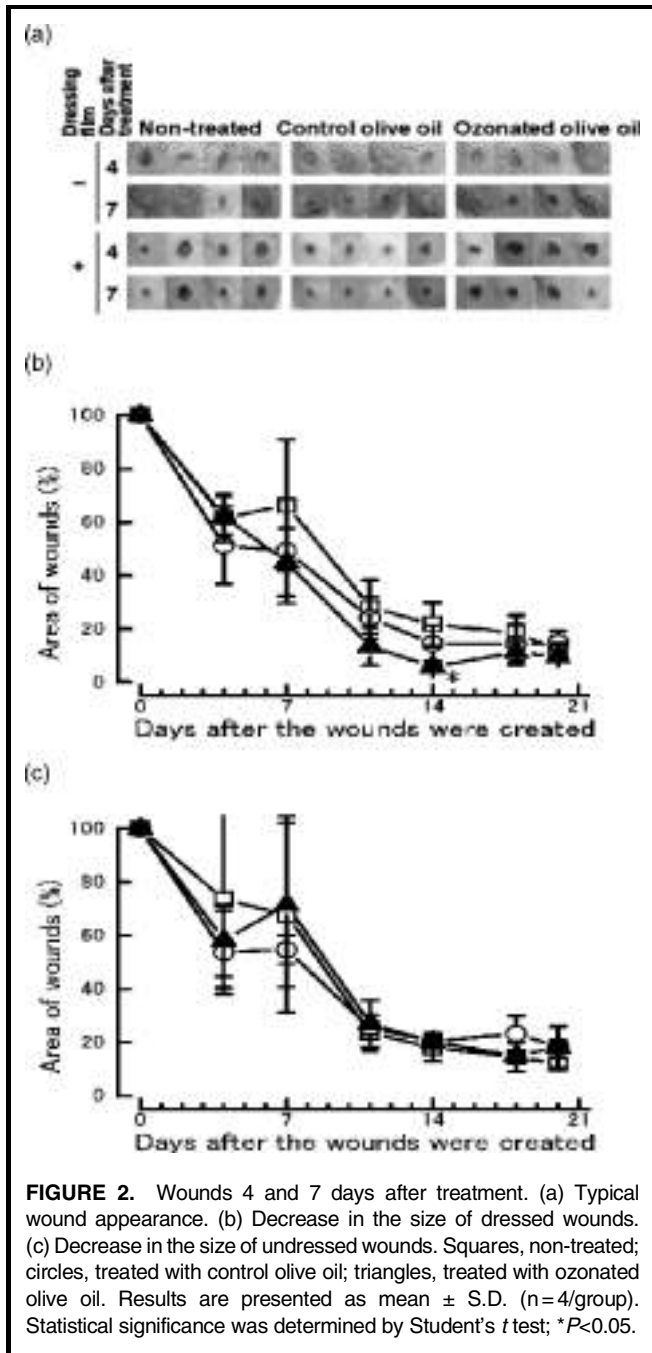 (a)
Dressing film
Days after treatment
Non-treated Control olive oil Ozonated olive oil
− 4
7
+ 4
7
(b)
Area of wounds (%)
100
80
60
40
20
0
*
0 7 14 21
Days after the wounds were created
(c)
Area of wounds (%)
100
80
60
40
20
0
0 7 14 21
Days after the wounds were created
FIGURE 2. Wounds 4 and 7 days after treatment. (a) Typical
wound appearance. (b) Decrease in the size of dressed wounds.
(c) Decrease in the size of undressed wounds. Squares, non-treated;
circles, treated with control olive oil; triangles, treated with ozonated
olive oil. Results are presented as mean ± S.D. (n=4/group).
Statistical significance was determined by Student's t test; *P<0.05.